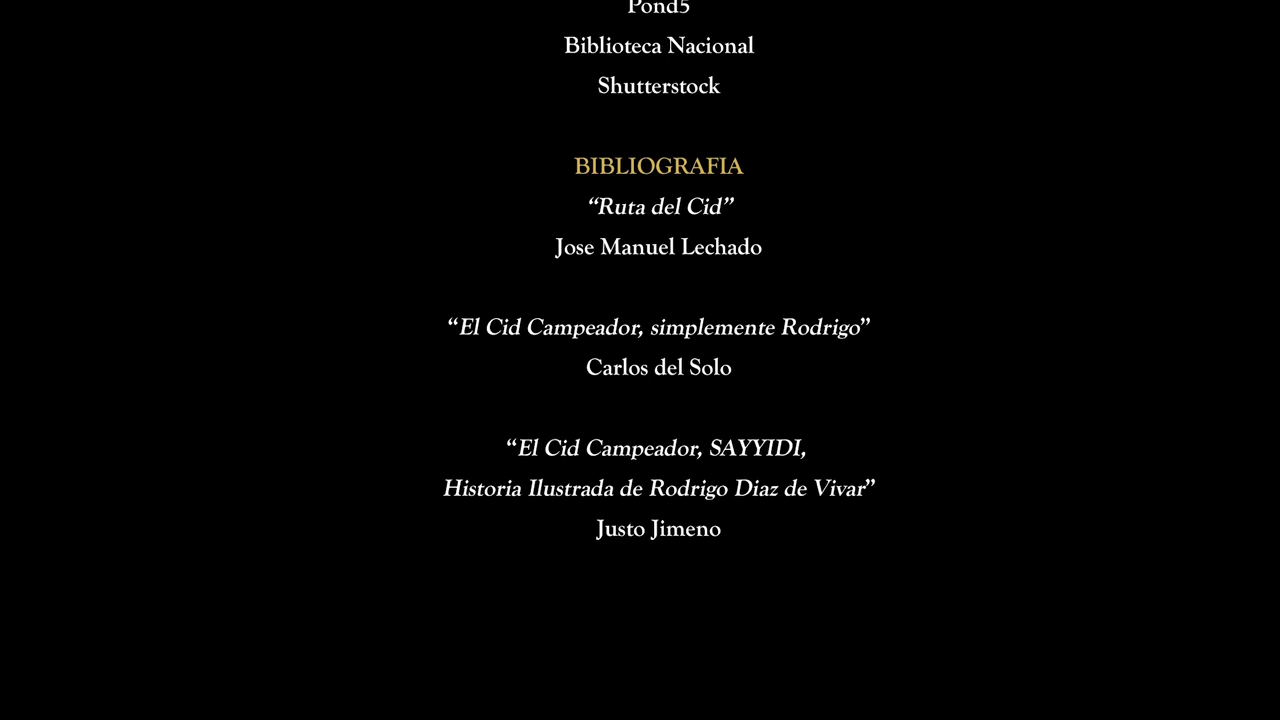 Pond5
Biblioteca Nacional
Shutterstock
BIBLIOGRAFIA
“Ruta del Cid”
Jose Manuel Lechado
“El Cid Campeador, simplemente Rodrigo”
Carlos del Solo
“El Cid Campeador, SAYYIDI,
Historia Ilustrada de Rodrigo Diaz de Vivar”
Justo Jimeno